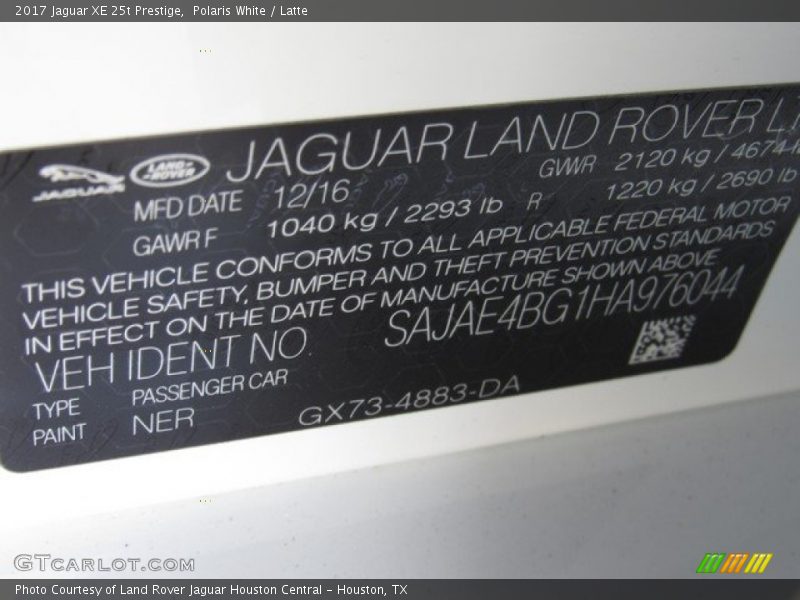 2017 Jaguar XE 25t Prestige,  Polaris White / Latte
JAGUAR LAND-ROVER JAGUAR LAND ROVER
MFD DATE 12/16 GWR 2120 kg / 4674
GAWR F 1040 kg / 2293 lb R 1220 kg / 2690 lb
THIS VEHICLE CONFORMS TO ALL APPLICABLE FEDERAL MOTOR
VEHICLE SAFETY, BUMPER AND THEFT PREVENTION STANDARDS
IN EFFECT ON THE DATE OF MANUFACTURE SHOWN ABOVE
VEH IDENT NO SAJAE4BG1HA976044
TYPE PASSENGER CAR
PAINT NER GX73-4883-DA
GTCARLOT.COM
Photo Courtesy of Land Rover Jaguar Houston Central - Houston, TX